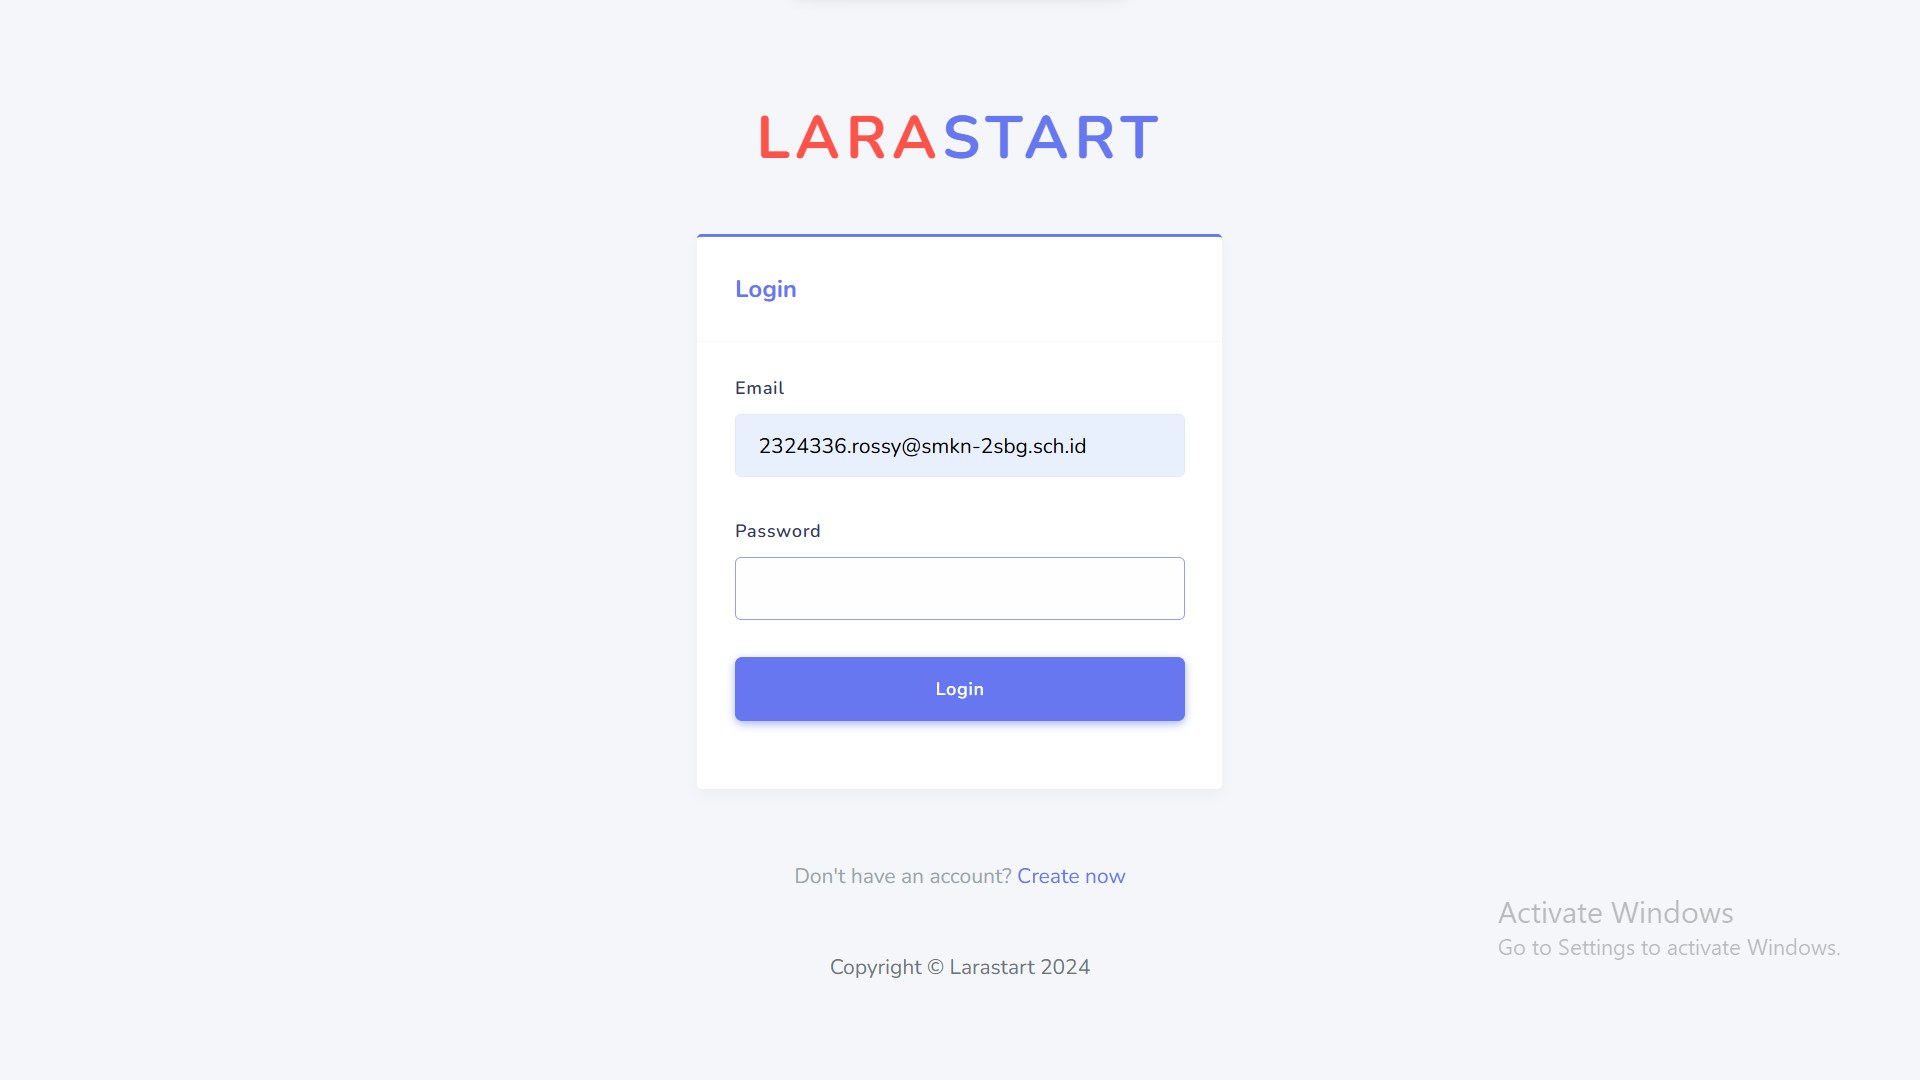 LARASTART
Login
Email
2324336.rossy@smkn-2sbg.sch.id
Password
Login
Don't have an account? Create now
Activate Windows
Go to Settings to activate Windows.
Copyright © Larastart 2024